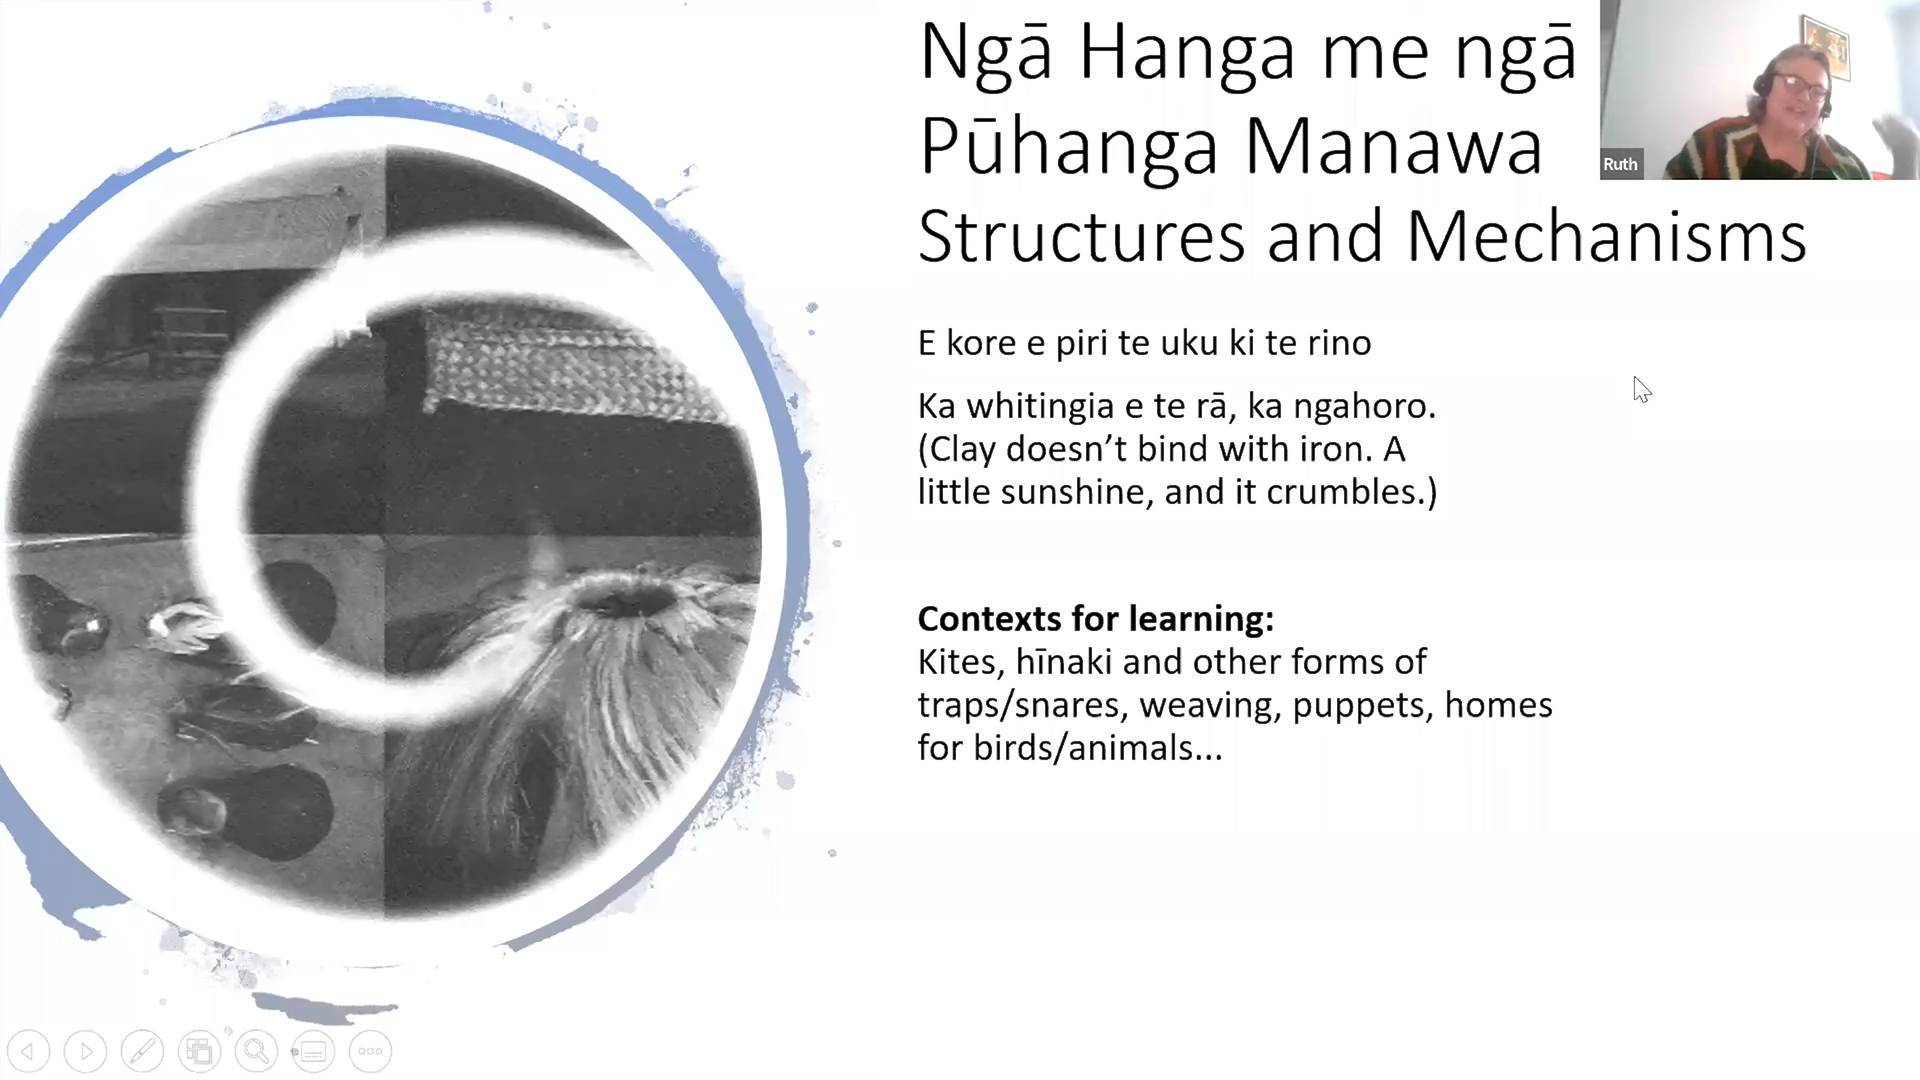 Ngā Hanga me ngā
Pūhanga Manawa
Structures and Mechanisms
Ruth
E kore e piri te uku ki te rino
Ka whitingia e te rā, ka ngahoro.
(Clay doesn’t bind with iron. A
little sunshine, and it crumbles.)
Contexts for learning:
Kites, hīnaki and other forms of
traps/snares, weaving, puppets, homes
for birds/animals...